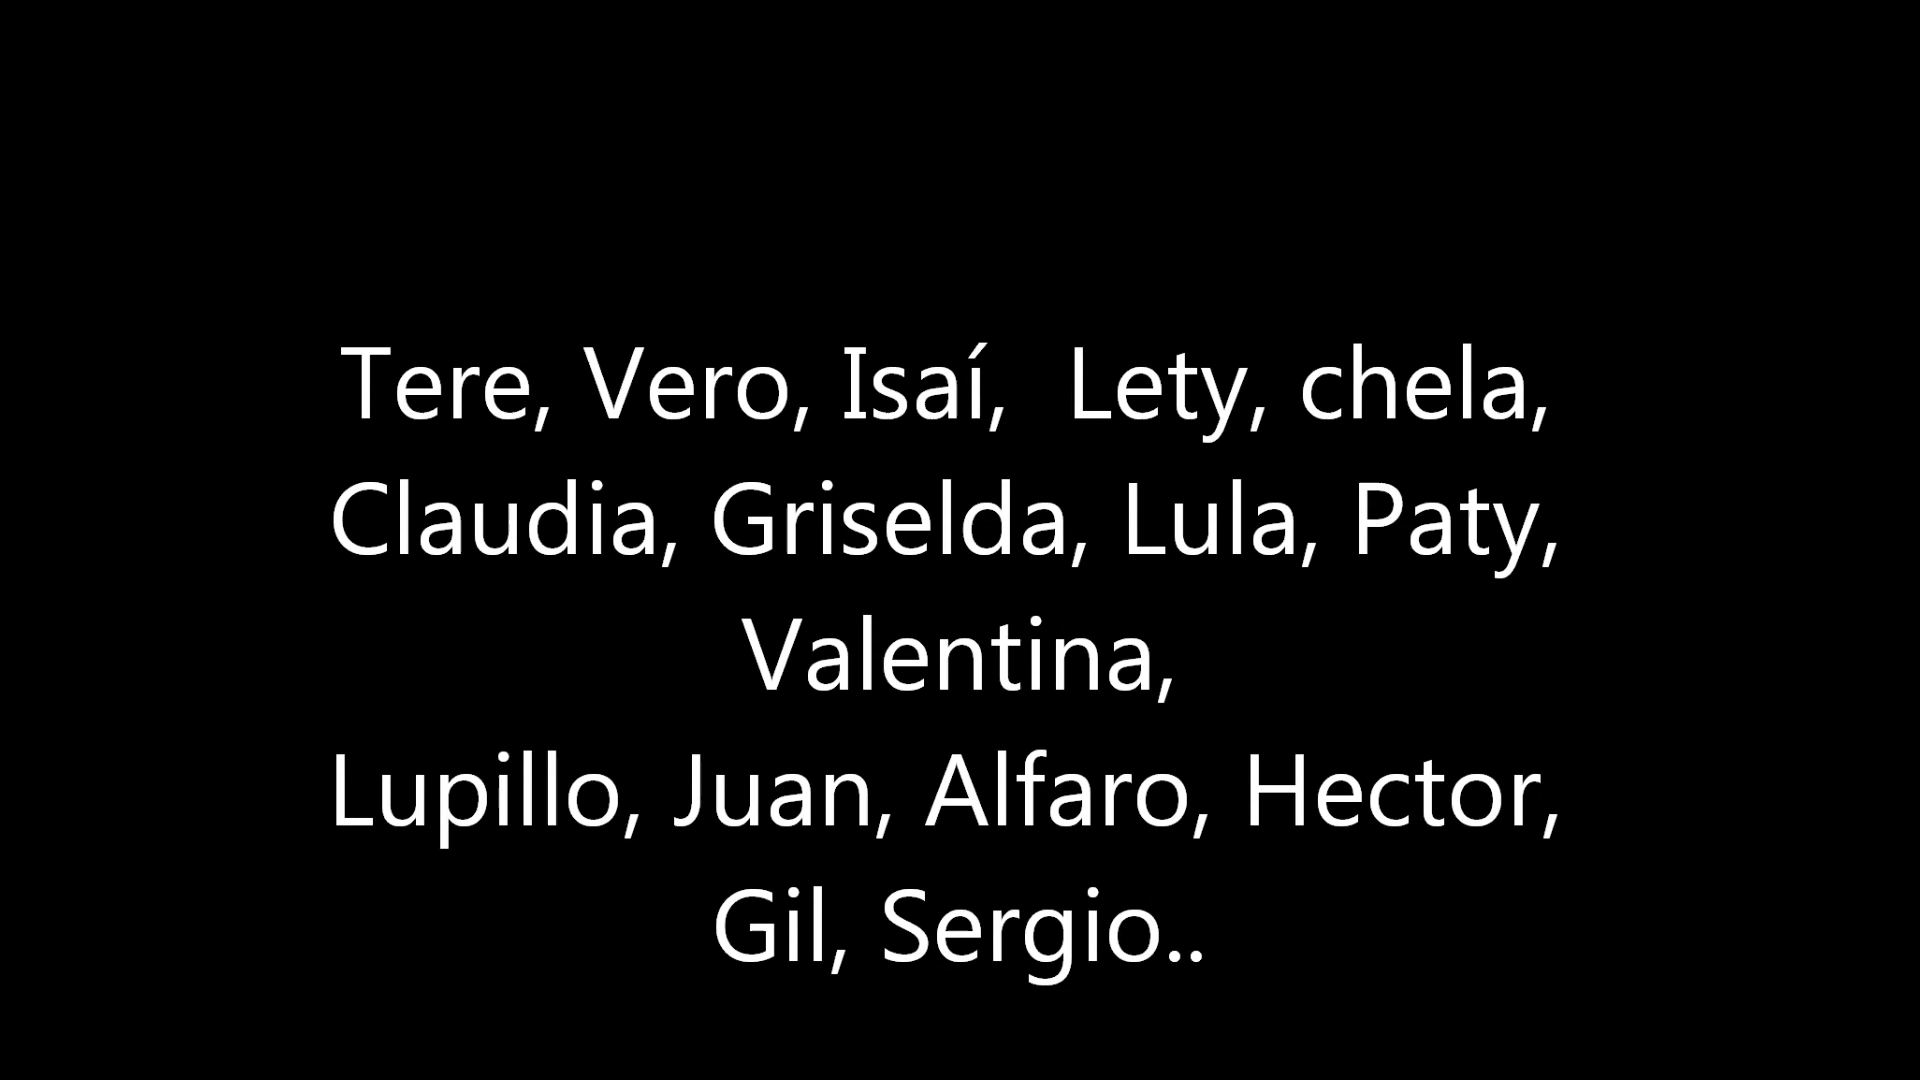 Tere, Vero, Isaí,  Lety, chela,
Claudia, Griselda, Lula, Paty,
Valentina,
Lupillo, Juan, Alfaro, Hector,
Gil, Sergio..